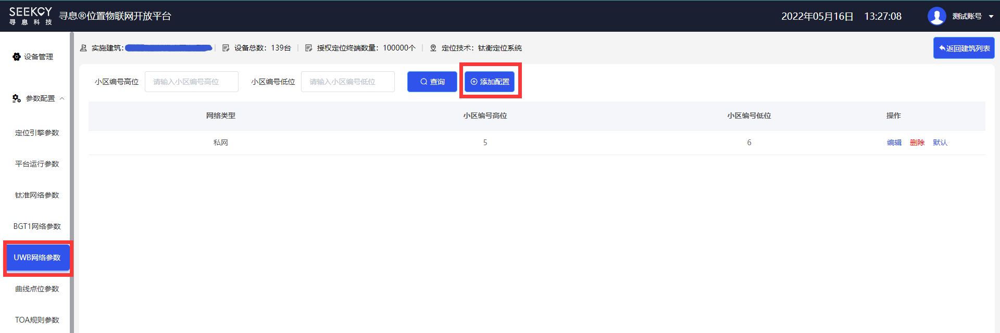 SEEKCY
寻息科技
寻息®位置物联网开放平台
2022年05月16日 13:27:08
测试账号
设备管理
参数配置
定位引擎参数
平台运行参数
钛准网络参数
BGT1网络参数
UWB网络参数
曲线点位参数
TOA规则参数
实施建筑: 设备总数：139台 授权定位终端数量：100000个 定位技术：钛衡定位系统
返回建筑列表
小区编号高位 请输入小区编号高位 小区编号低位 请输入小区编号低位 查询 添加配置
网络类型 小区编号高位 小区编号低位 操作
私网 5 6 编辑 删除 默认